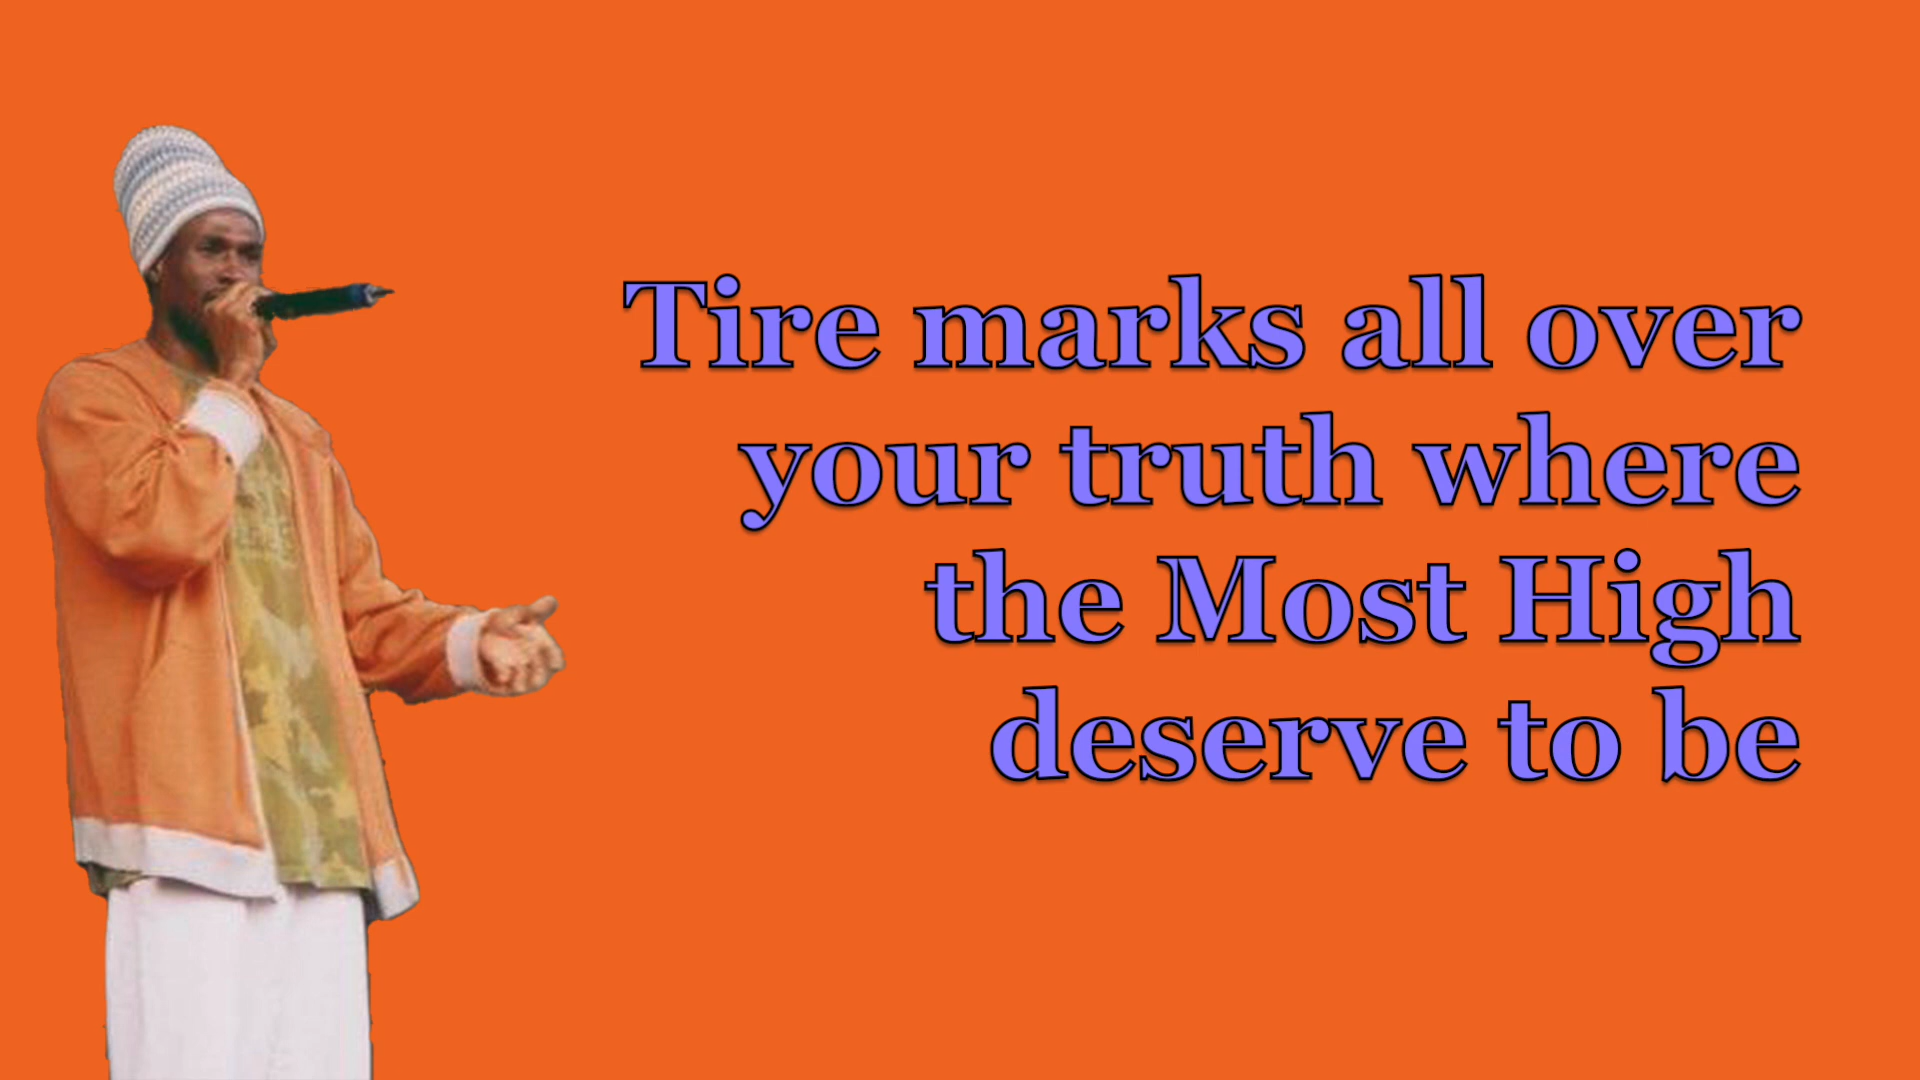 Tire marks all over
your truth where
the Most High
deserve to be